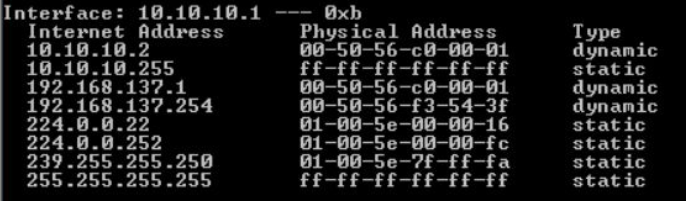 Interface: 10.10.10.1 --- 0xb
Internet Address Physical Address Type
10.10.10.2 00-50-56-c0-00-01 dynamic
10.10.10.255 ff-ff-ff-ff-ff-ff static
192.168.137.1 00-50-56-c0-00-01 dynamic
192.168.137.254 00-50-56-f3-54-3f dynamic
224.0.0.22 01-00-5e-00-00-16 static
224.0.0.252 01-00-5e-00-00-fc static
239.255.255.250 01-00-5e-7f-ff-fa static
255.255.255.255 ff-ff-ff-ff-ff-ff static